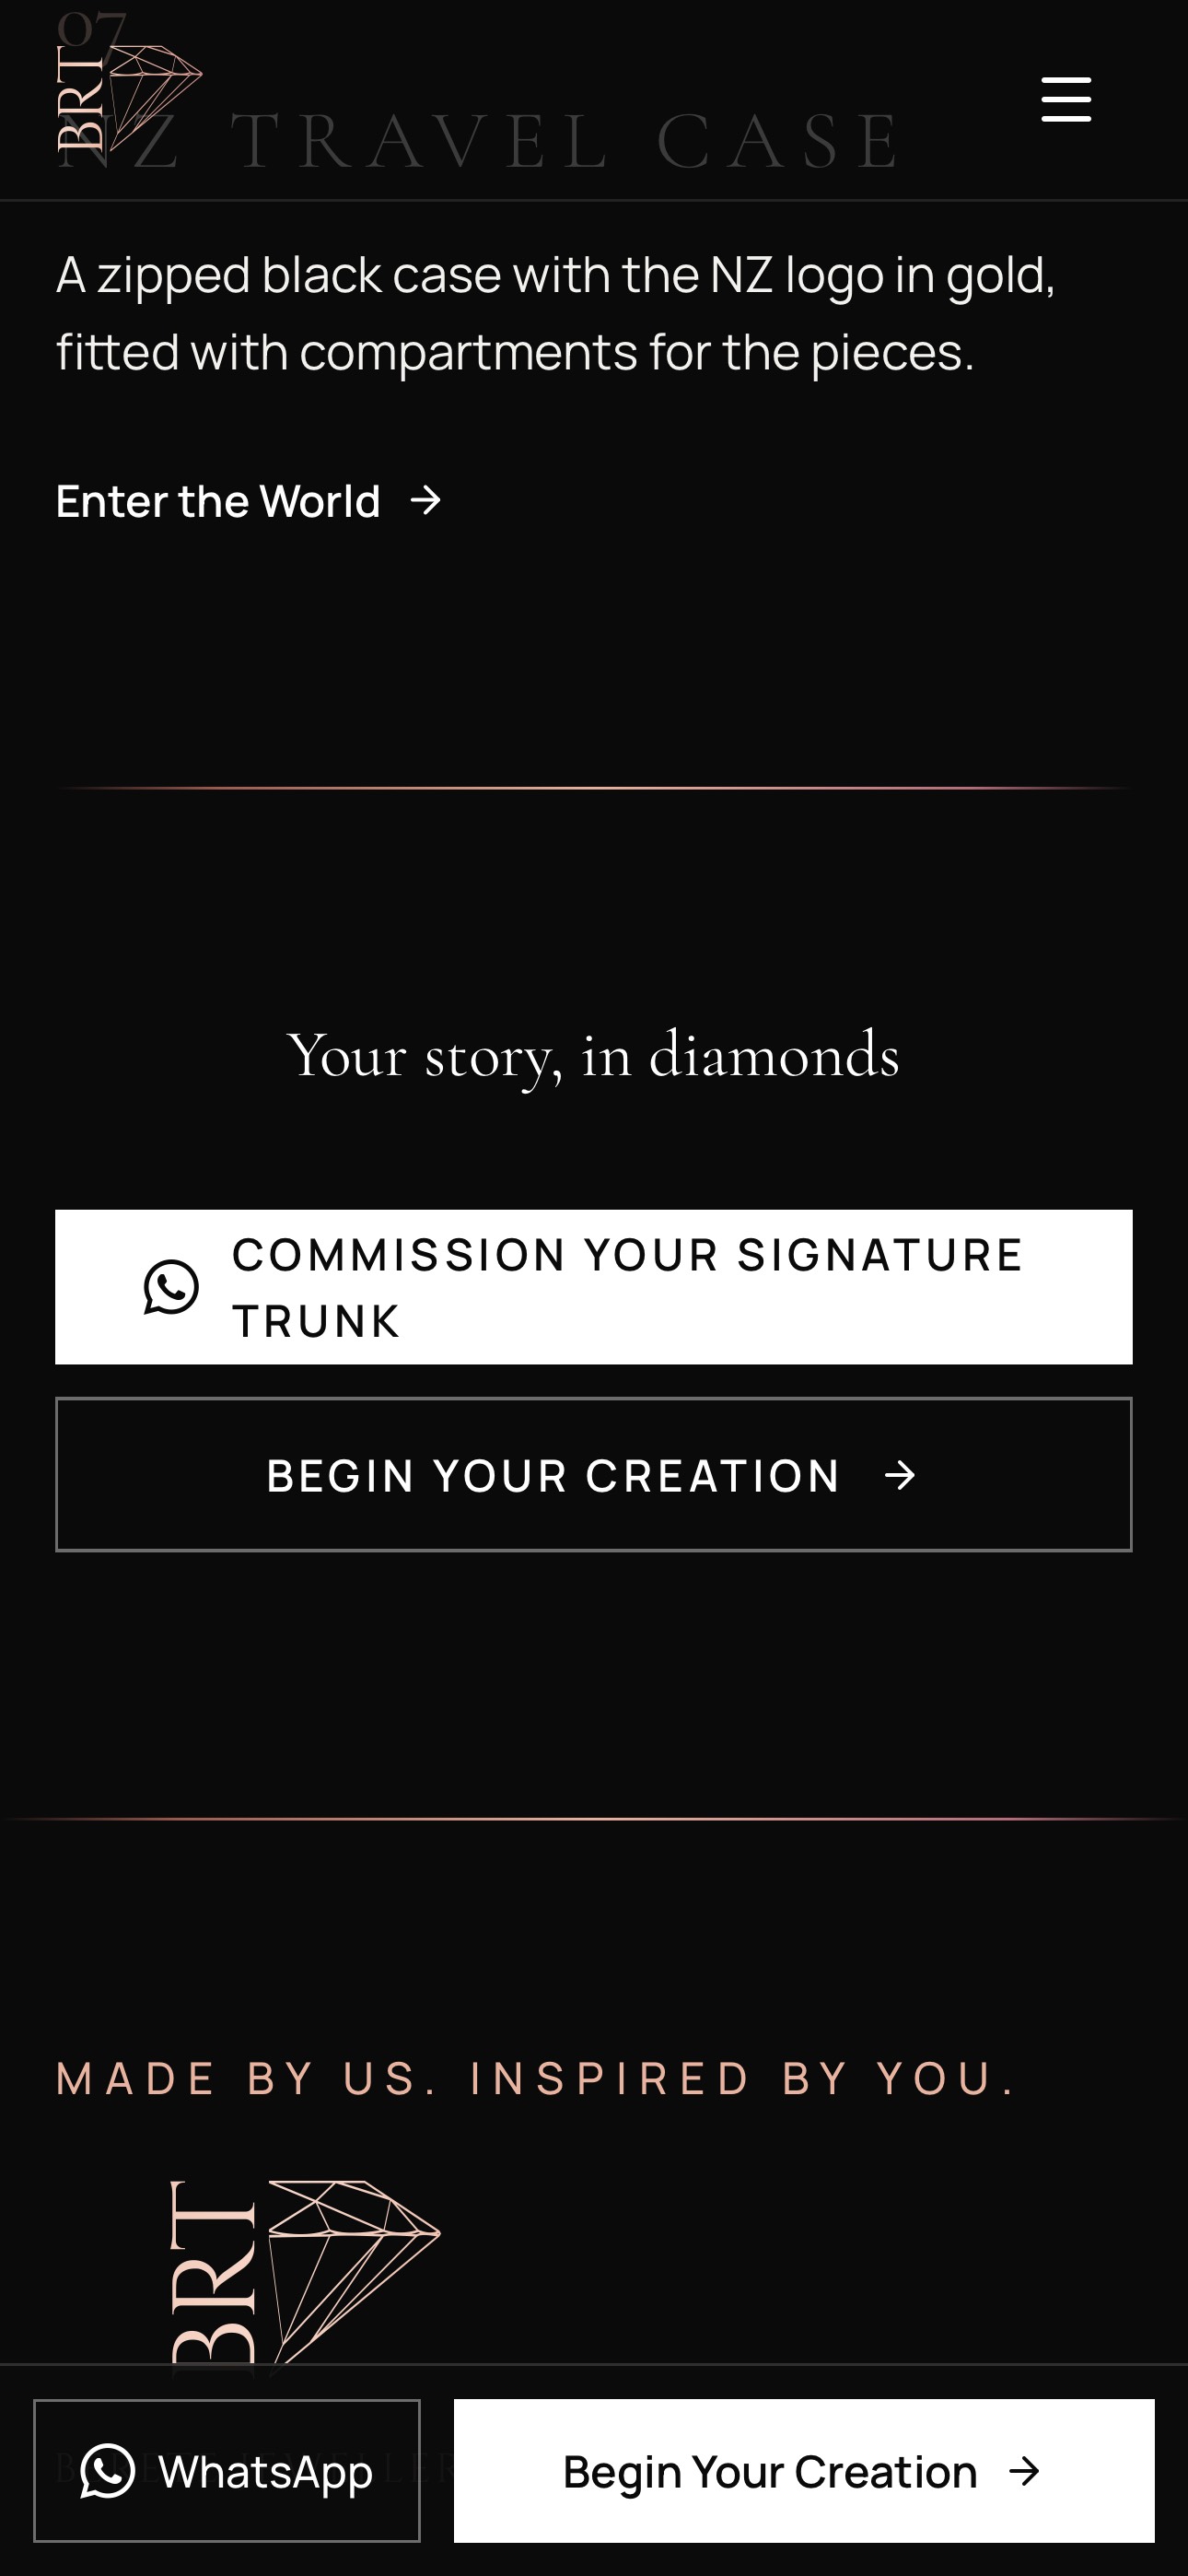 07
BRT
NZ TRAVEL CASE
A zipped black case with the NZ logo in gold,
fitted with compartments for the pieces.
Enter the World →
Your story, in diamonds
COMMISSION YOUR SIGNATURE
TRUNK
BEGIN YOUR CREATION →
MADE BY US. INSPIRED BY YOU.
BRT
WhatsApp
Begin Your Creation →